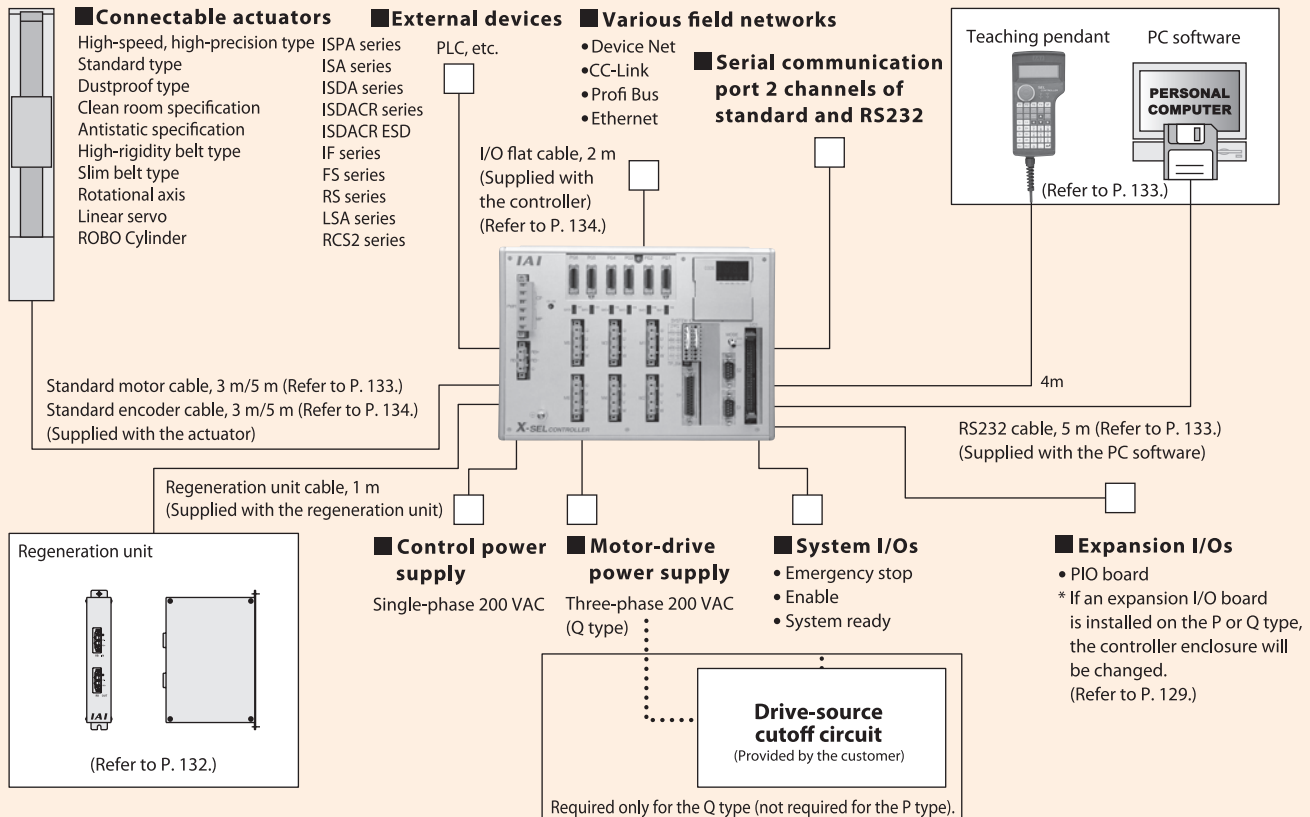 ■Connectable actuators
High-speed, high-precision type ISPA series
Standard type ISA series
Dustproof type ISDA series
Clean room specification ISDACR series
Antistatic specification ISDACR ESD
High-rigidity belt type IF series
Slim belt type FS series
Rotational axis RS series
Linear servo LSA series
ROBO Cylinder RCS2 series
■External devices
PLC, etc.
■Various field networks
•Device Net
•CC-Link
•Profi Bus
•Ethernet
I/O flat cable, 2 m
(Supplied with
the controller)
(Refer to P. 134.)
■Serial communication
port 2 channels of
standard and RS232
Teaching pendant
PC software
PERSONAL
COMPUTER
(Refer to P. 133.)
IAI
X-SEL CONTROLLER
Standard motor cable, 3 m/5 m (Refer to P. 133.)
Standard encoder cable, 3 m/5 m (Refer to P. 134.)
(Supplied with the actuator)
4m
RS232 cable, 5 m (Refer to P. 133.)
(Supplied with the PC software)
Regeneration unit cable, 1 m
(Supplied with the regeneration unit)
Regeneration unit
IAI
(Refer to P. 132.)
■Control power
supply
Single-phase 200 VAC
■Motor-drive
power supply
Three-phase 200 VAC
(Q type)
■System I/Os
• Emergency stop
• Enable
• System ready
■Expansion I/Os
• PIO board
* If an expansion I/O board
is installed on the P or Q type,
the controller enclosure will
be changed.
(Refer to P. 129.)
Drive-source
cutoff circuit
(Provided by the customer)
Required only for the Q type (not required for the P type).